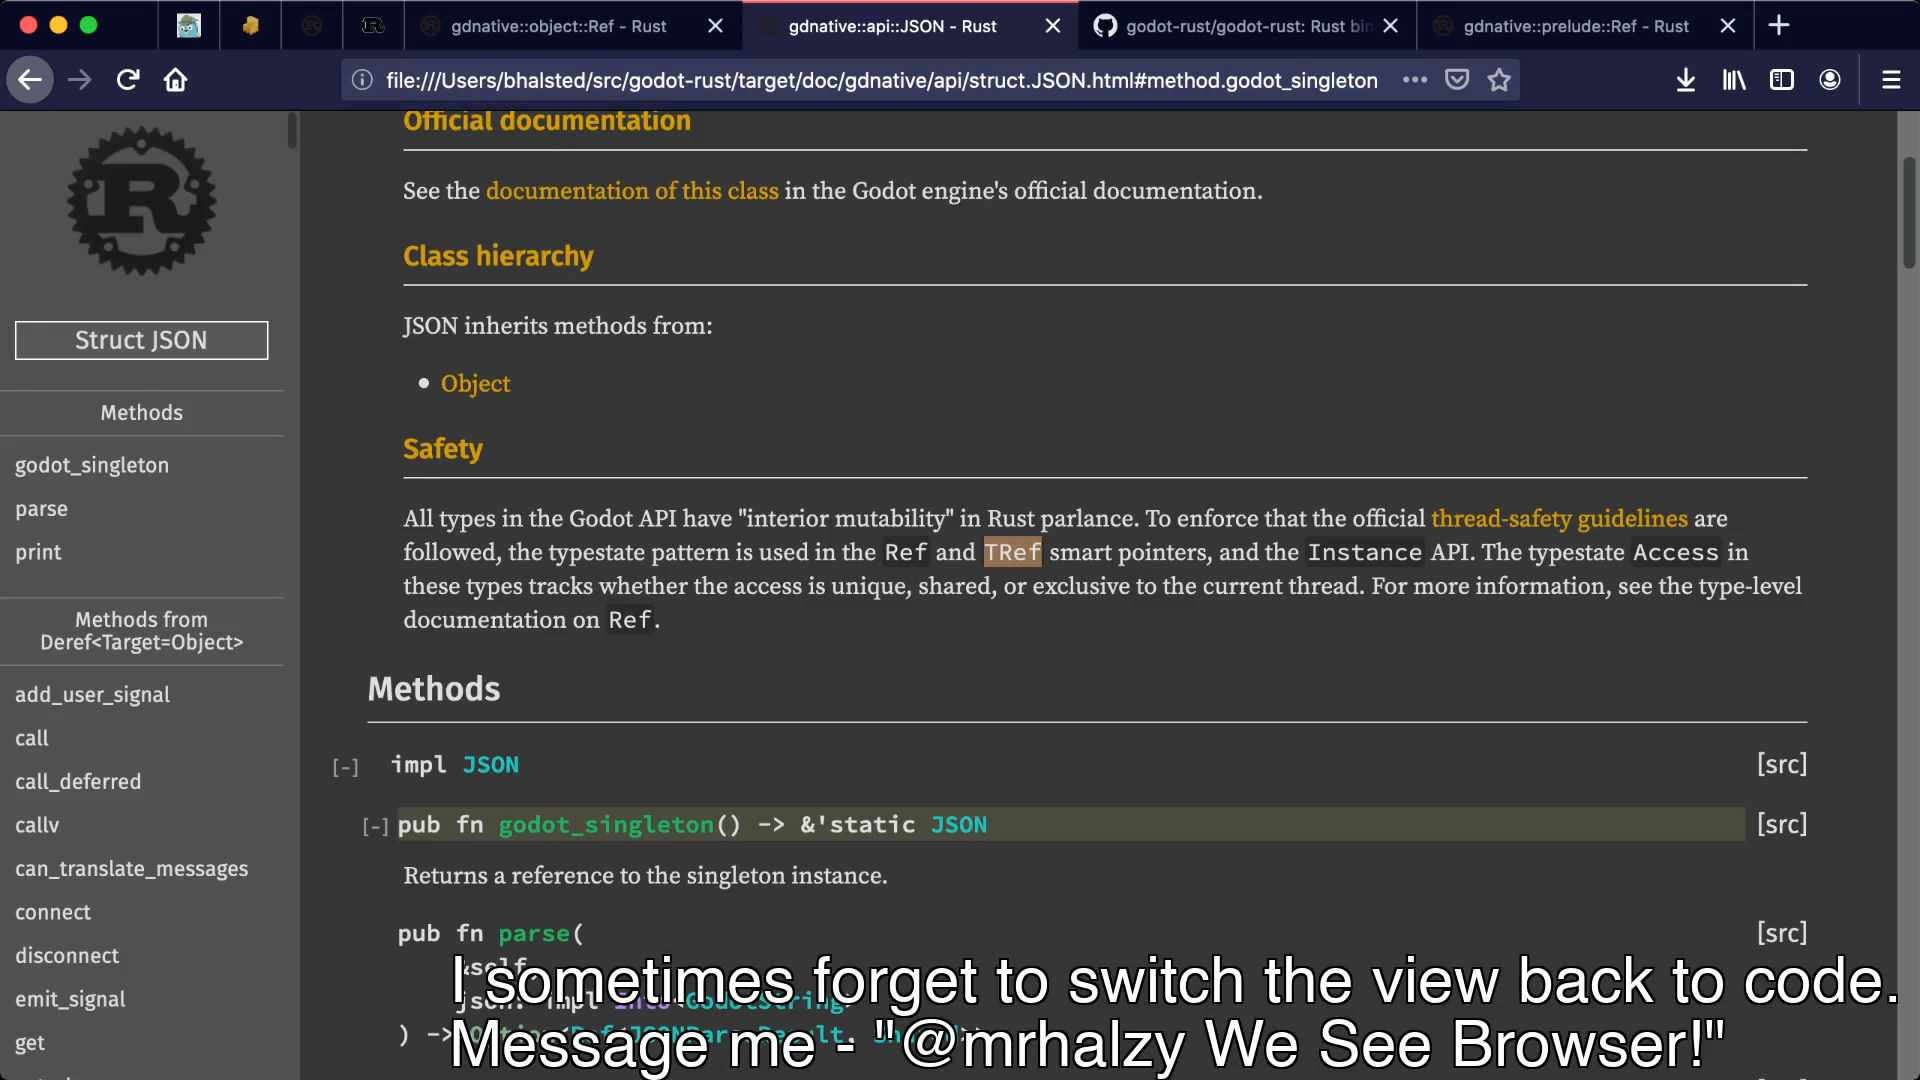 gdnative::object::Ref - Rust
gdnative::api::JSON - Rust
godot-rust/godot-rust: Rust bin
gdnative::prelude::Ref - Rust
file:///Users/bhalsted/src/godot-rust/target/doc/gdnative/api/struct.JSON.html#method.godot_singleton
Struct JSON
Methods
godot_singleton
parse
print
Methods from
Deref<Target=Object>
add_user_signal
call
call_deferred
callv
can_translate_messages
connect
disconnect
emit_signal
get
Official documentation
See the documentation of this class in the Godot engine's official documentation.
Class hierarchy
JSON inherits methods from:
Object
Safety
All types in the Godot API have "interior mutability" in Rust parlance. To enforce that the official thread-safety guidelines are
followed, the typestate pattern is used in the Ref and TRef smart pointers, and the Instance API. The typestate Access in
these types tracks whether the access is unique, shared, or exclusive to the current thread. For more information, see the type-level
documentation on Ref.
Methods
[-] impl JSON [src]
[-] pub fn godot_singleton() -> &'static JSON [src]
Returns a reference to the singleton instance.
pub fn parse( [src]
&self,
json: impl Into<GodotString>
) ->
I sometimes forget to switch the view back to code.
Message me - "@mrhalzy We See Browser!"